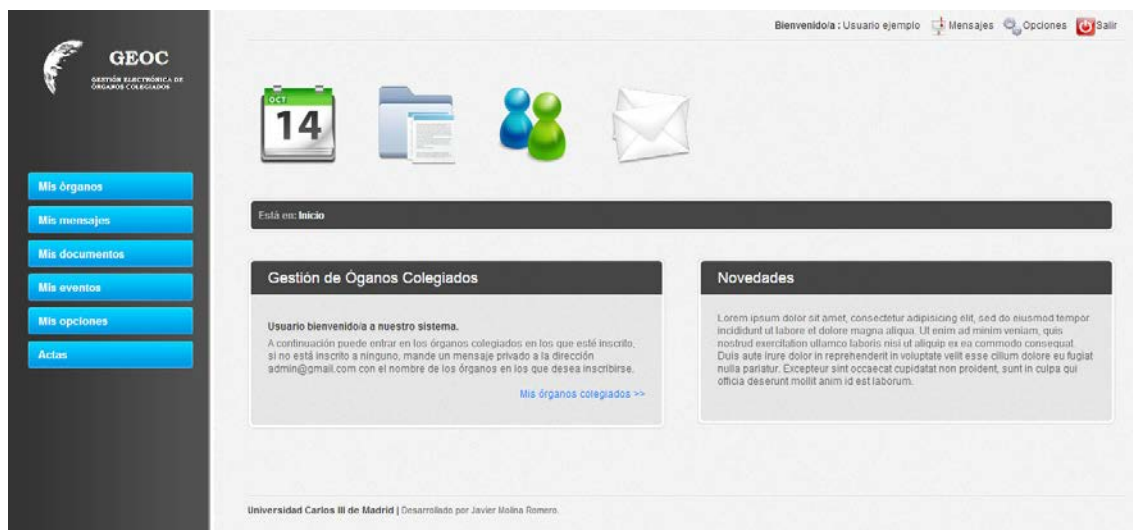 Bienvenido/a : Usuario ejemplo Mensajes Opciones Salir
GEOC
GESTIÓN ELECTRÓNICA DE
ÓRGANOS COLEGIADOS
OCT
14
Mis órganos
Mis mensajes
Mis documentos
Mis eventos
Mis opciones
Actas
Está en: Inicio
Gestión de Óganos Colegiados
Usuario bienvenido/a a nuestro sistema.
A continuación puede entrar en los órganos colegiados en los que esté inscrito,
si no está inscrito a ninguno, mande un mensaje privado a la dirección
admin@gmail.com con el nombre de los órganos en los que desea inscribirse.
Mis órganos colegiados >>
Novedades
Lorem ipsum dolor sit amet, consectetur adipisicing elit, sed do eiusmod tempor
incididunt ut labore et dolore magna aliqua. Ut enim ad minim veniam, quis
nostrud exercitation ullamco laboris nisi ut aliquip ex ea commodo consequat.
Duis aute irure dolor in reprehenderit in voluptate velit esse cillum dolore eu fugiat
nulla pariatur. Excepteur sint occaecat cupidatat non proident, sunt in culpa qui
officia deserunt mollit anim id est laborum.
Universidad Carlos III de Madrid | Desarrollado por Javier Molina Romero.